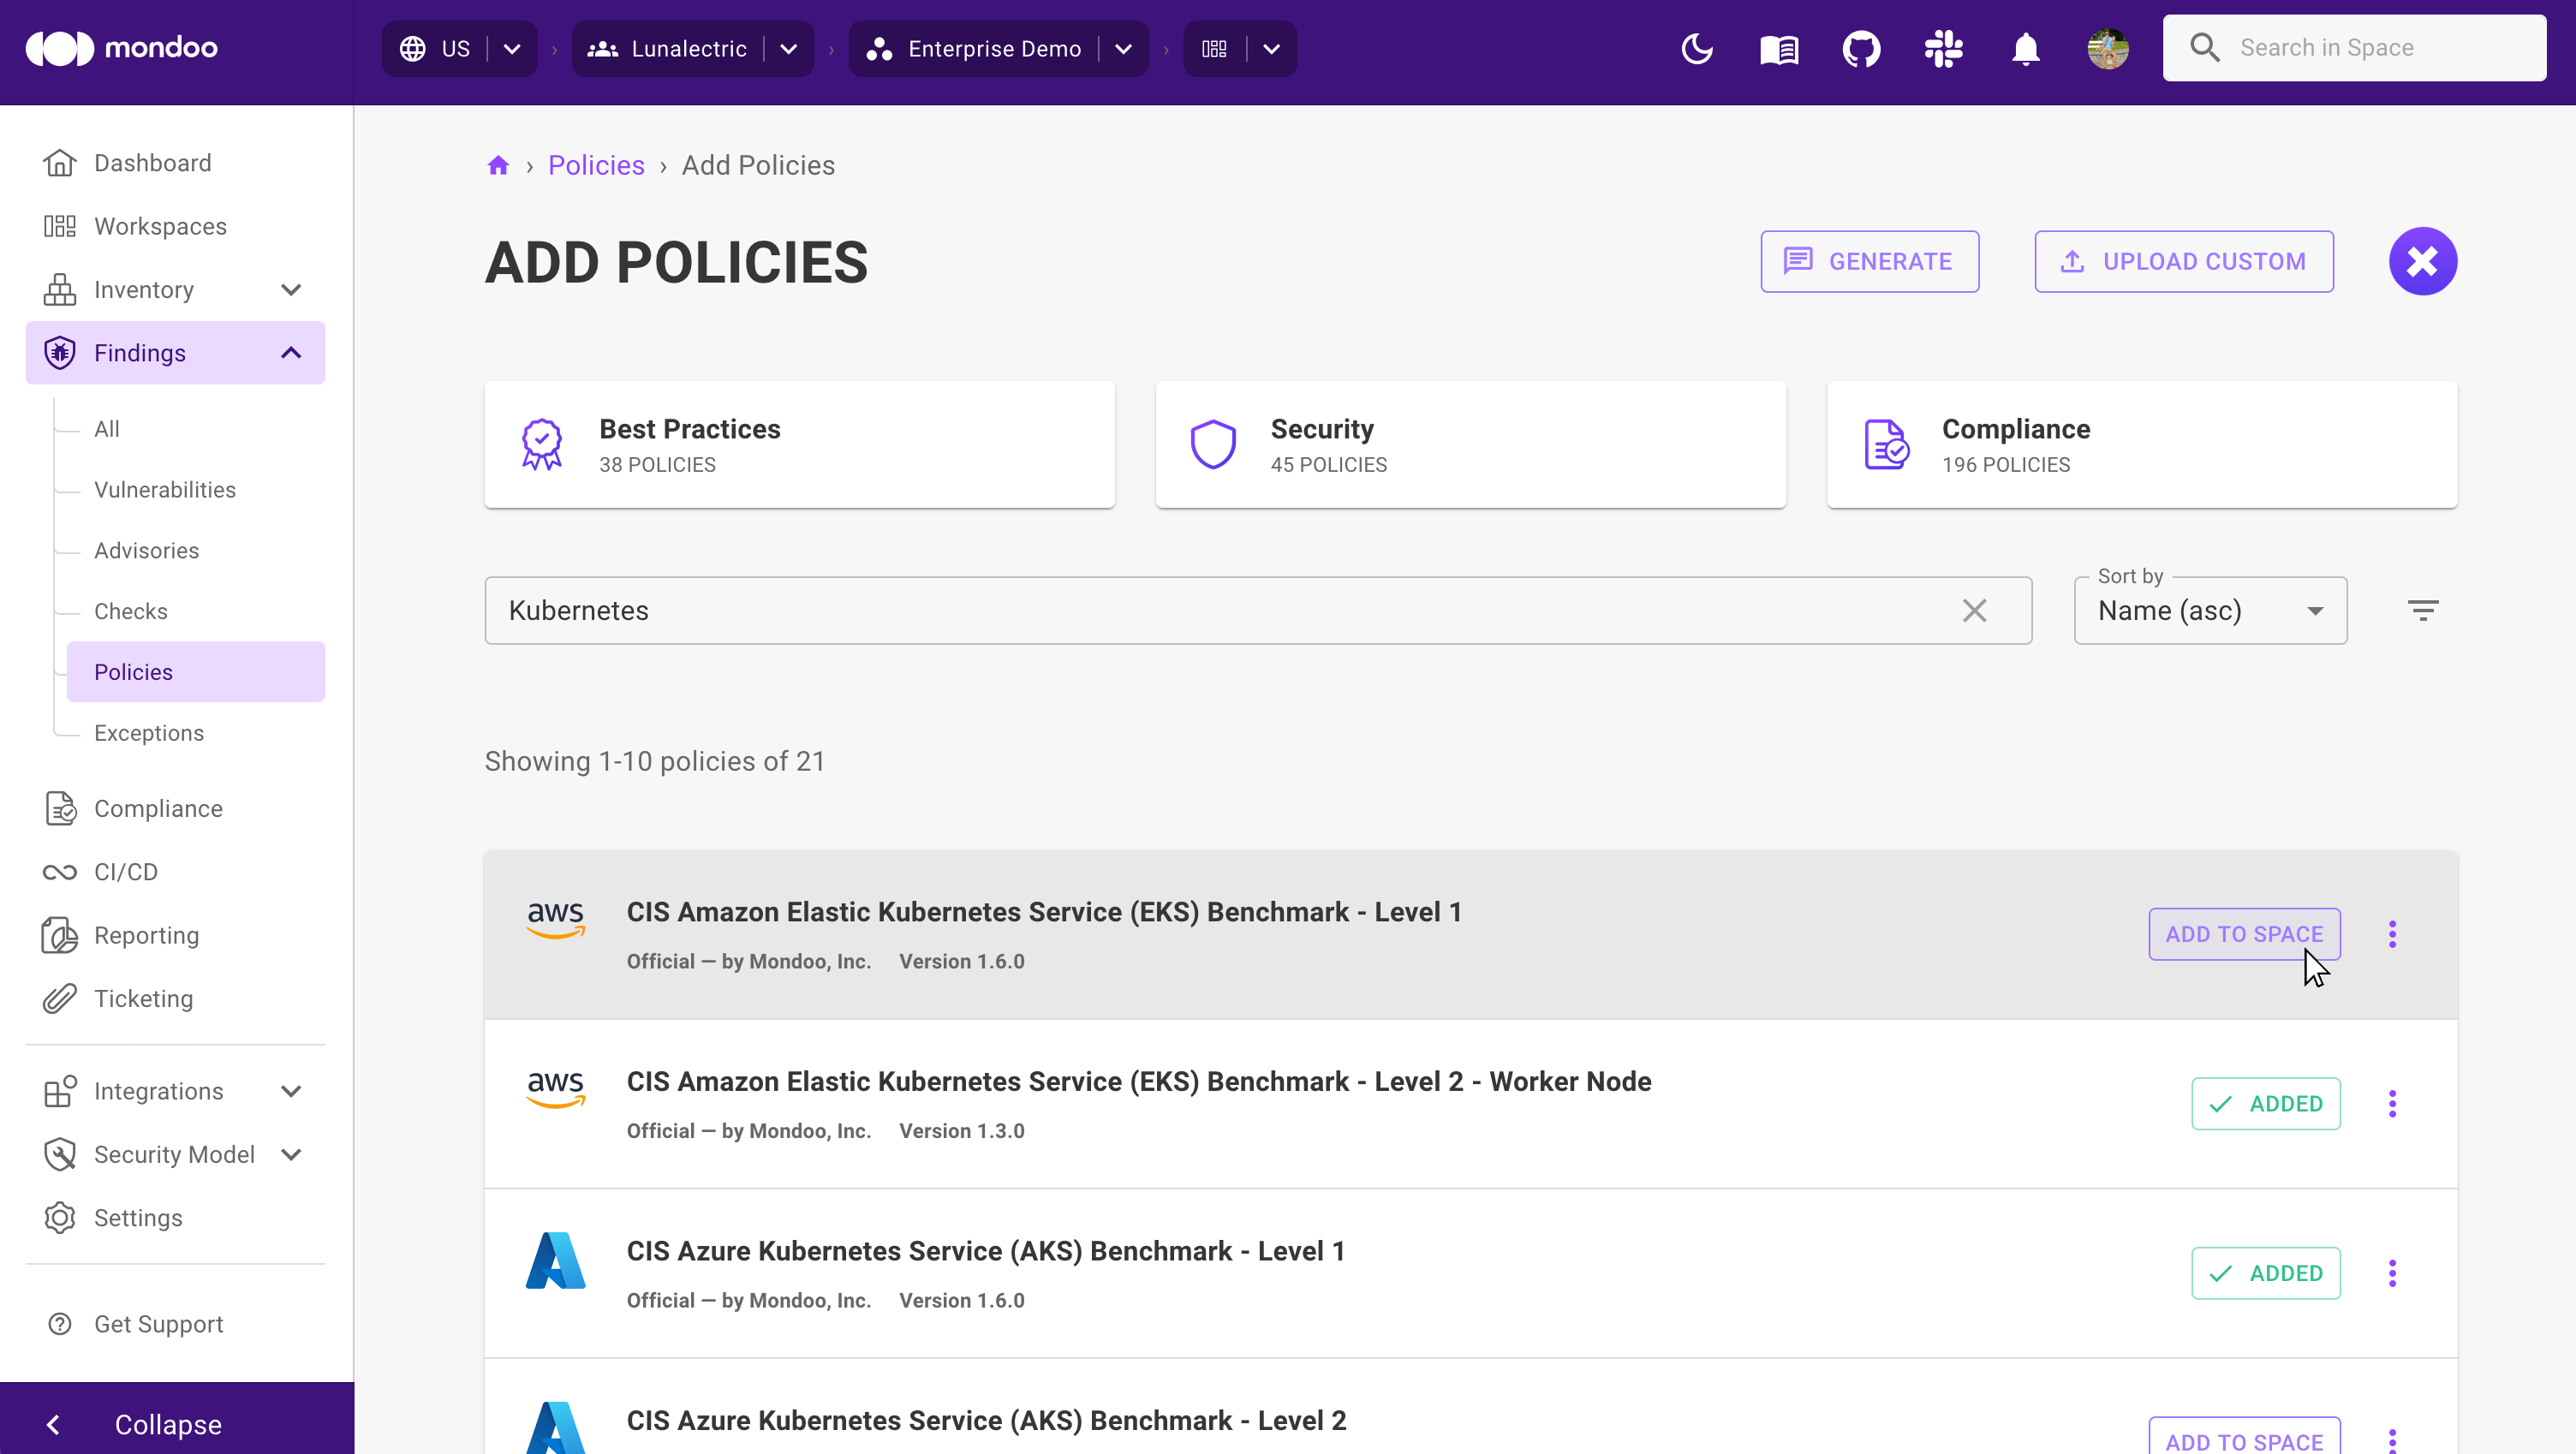 mondoo
US
Lunalectric
Enterprise Demo
Search in Space
Dashboard
Workspaces
Inventory
Findings
All
Vulnerabilities
Advisories
Checks
Policies
Exceptions
Compliance
CI/CD
Reporting
Ticketing
Integrations
Security Model
Settings
Get Support
Collapse
› Policies › Add Policies
ADD POLICIES
GENERATE
UPLOAD CUSTOM
Best Practices
38 POLICIES
Security
45 POLICIES
Compliance
196 POLICIES
Kubernetes
Sort by
Name (asc)
Showing 1-10 policies of 21
aws
CIS Amazon Elastic Kubernetes Service (EKS) Benchmark - Level 1
Official — by Mondoo, Inc. Version 1.6.0
ADD TO SPACE
aws
CIS Amazon Elastic Kubernetes Service (EKS) Benchmark - Level 2 - Worker Node
Official — by Mondoo, Inc. Version 1.3.0
ADDED
CIS Azure Kubernetes Service (AKS) Benchmark - Level 1
Official — by Mondoo, Inc. Version 1.6.0
ADDED
CIS Azure Kubernetes Service (AKS) Benchmark - Level 2
ADD TO SPACE